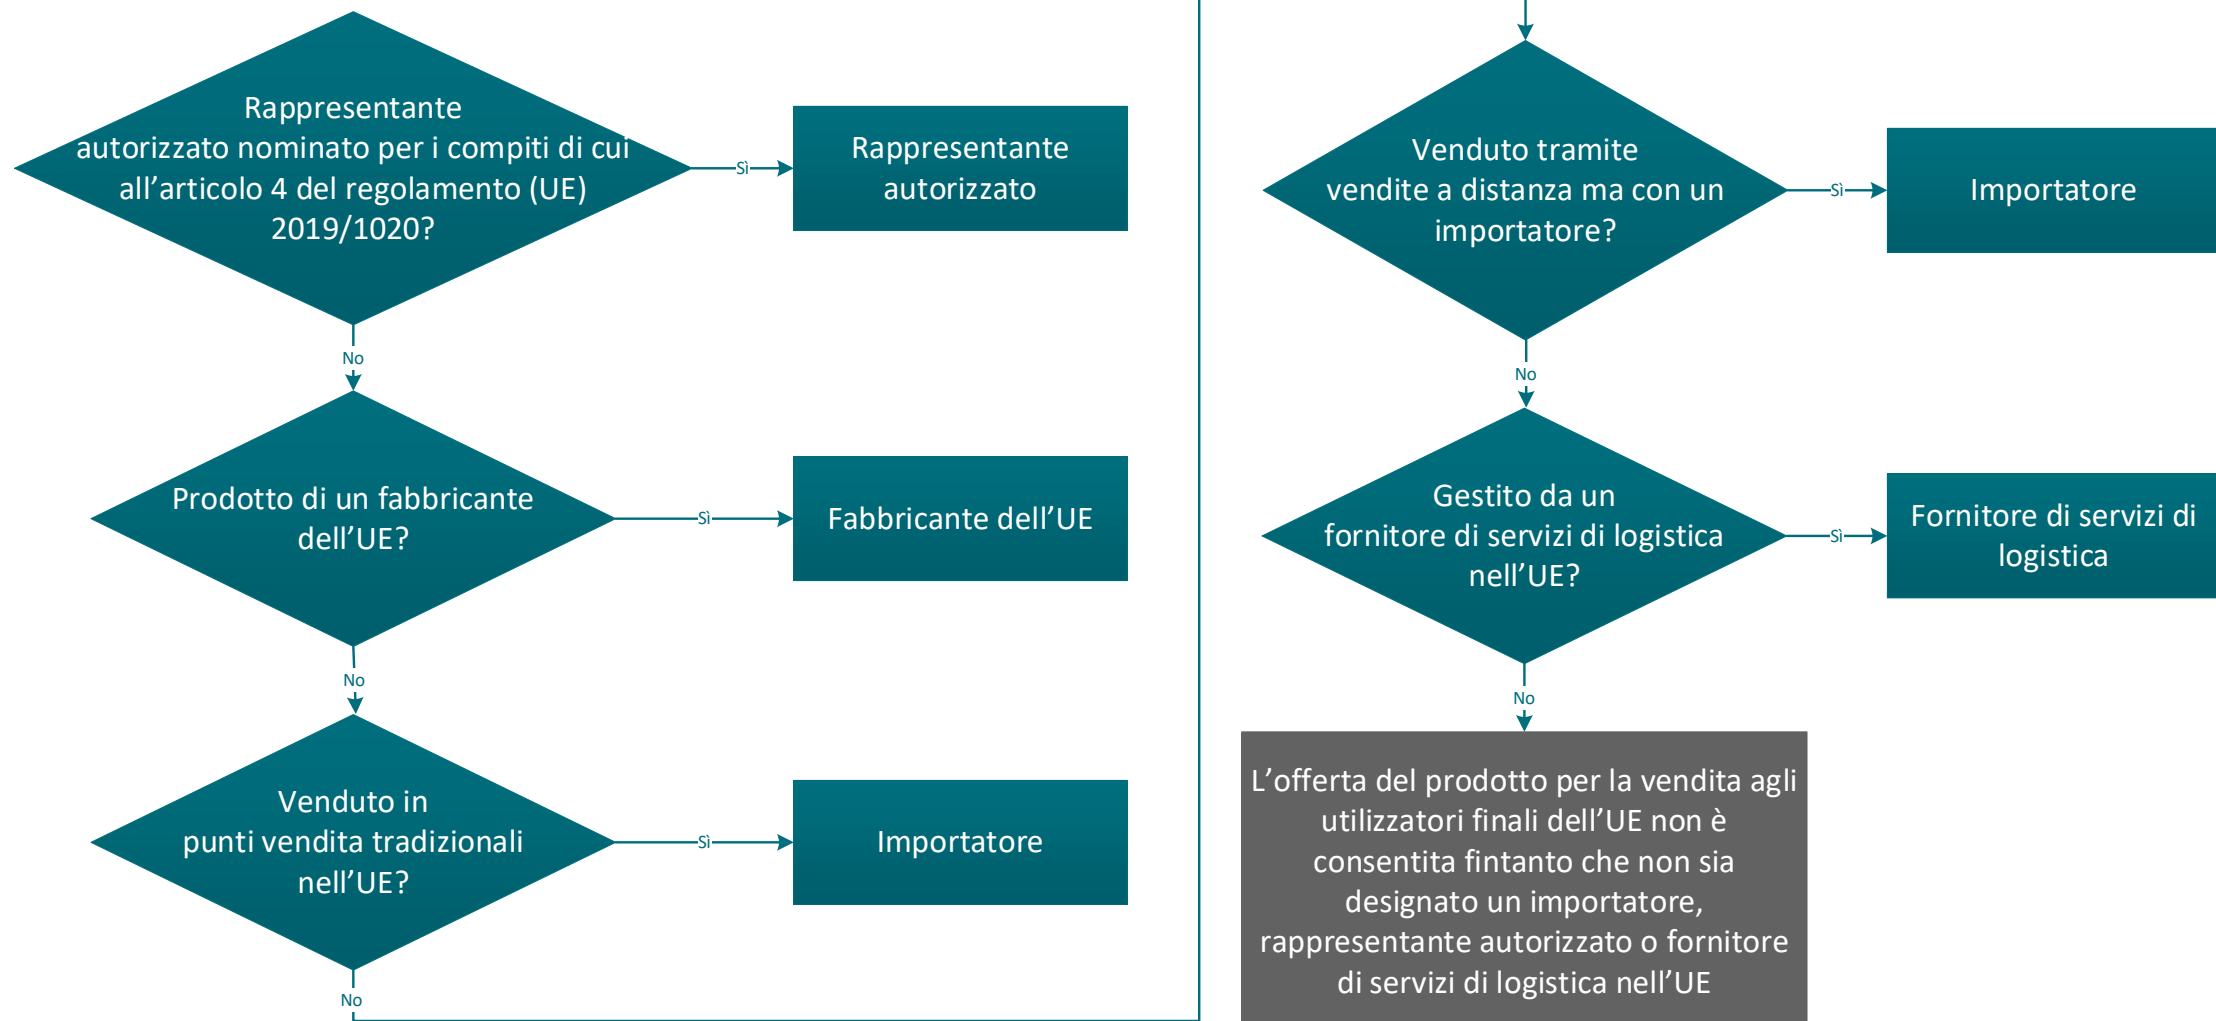 Rappresentante
autorizzato nominato per i compiti di cui
all’articolo 4 del regolamento (UE)
2019/1020?
Sì
Rappresentante
autorizzato
No
Prodotto di un fabbricante
dell’UE?
Sì
Fabbricante dell’UE
No
Venduto in
punti vendita tradizionali
nell’UE?
Sì
Importatore
No
Venduto tramite
vendite a distanza ma con un
importatore?
Sì
Importatore
No
Gestito da un
fornitore di servizi di logistica
nell’UE?
Sì
Fornitore di servizi di
logistica
No
L’offerta del prodotto per la vendita agli
utilizzatori finali dell’UE non è
consentita fintanto che non sia
designato un importatore,
rappresentante autorizzato o fornitore
di servizi di logistica nell’UE